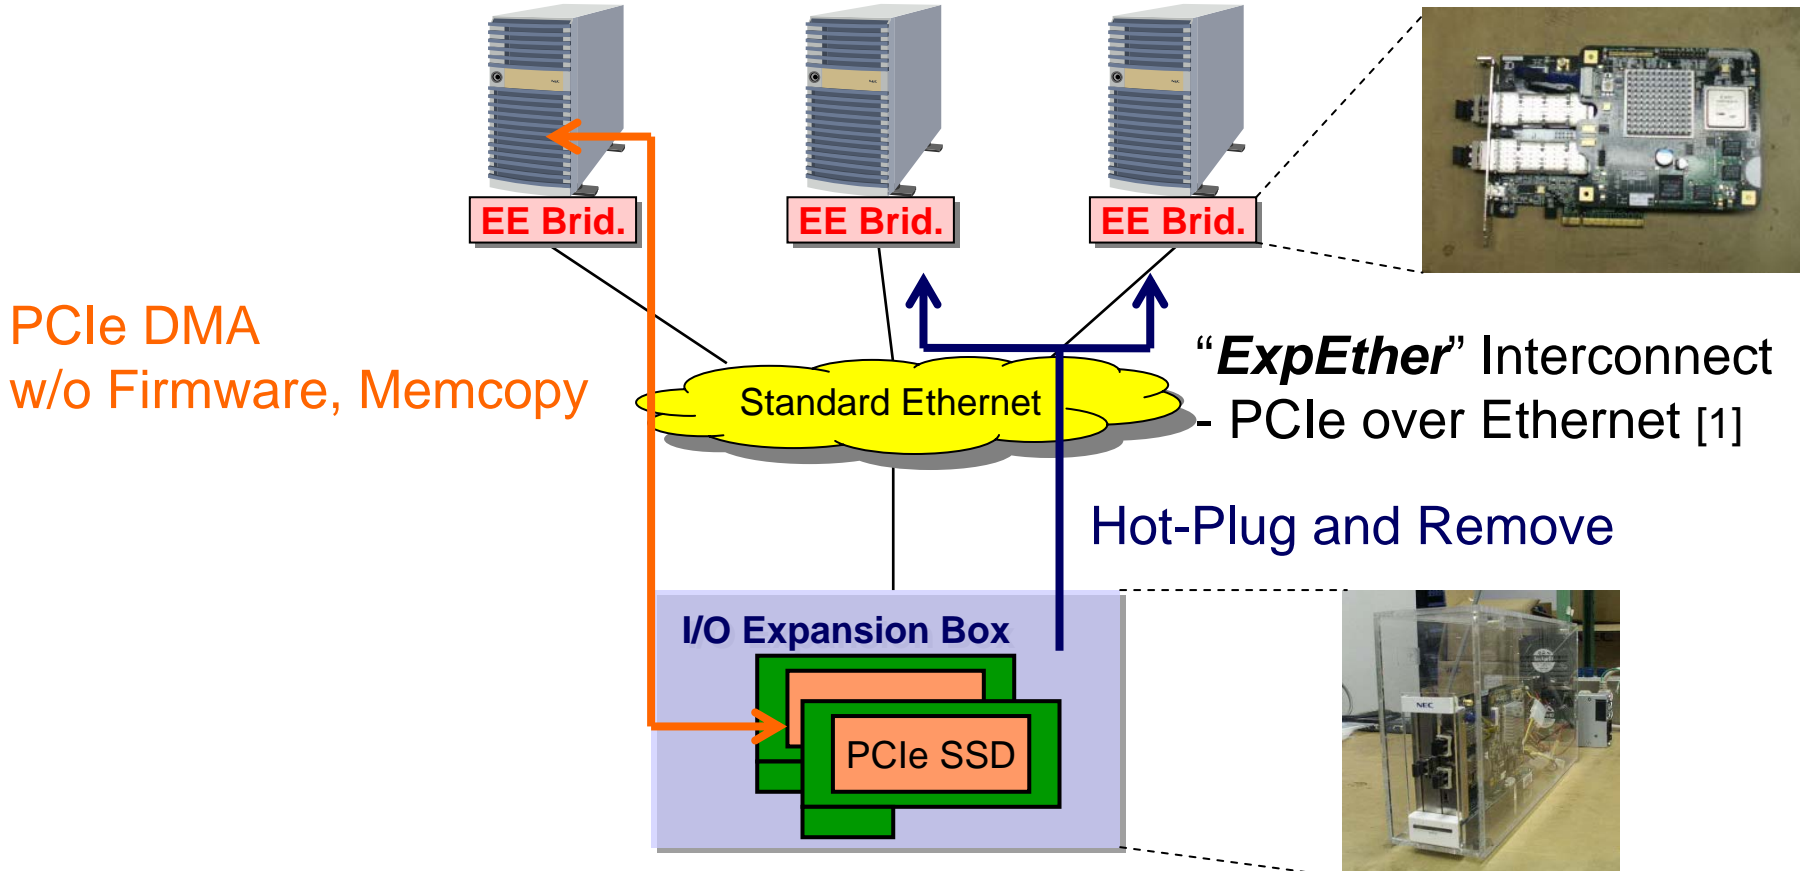 EE Brid.
EE Brid.
EE Brid.
PCIe DMA
w/o Firmware, Memcopy
“ExpEther” Interconnect
- PCIe over Ethernet [1]
Standard Ethernet
Hot-Plug and Remove
I/O Expansion Box
PCIe SSD
NEC